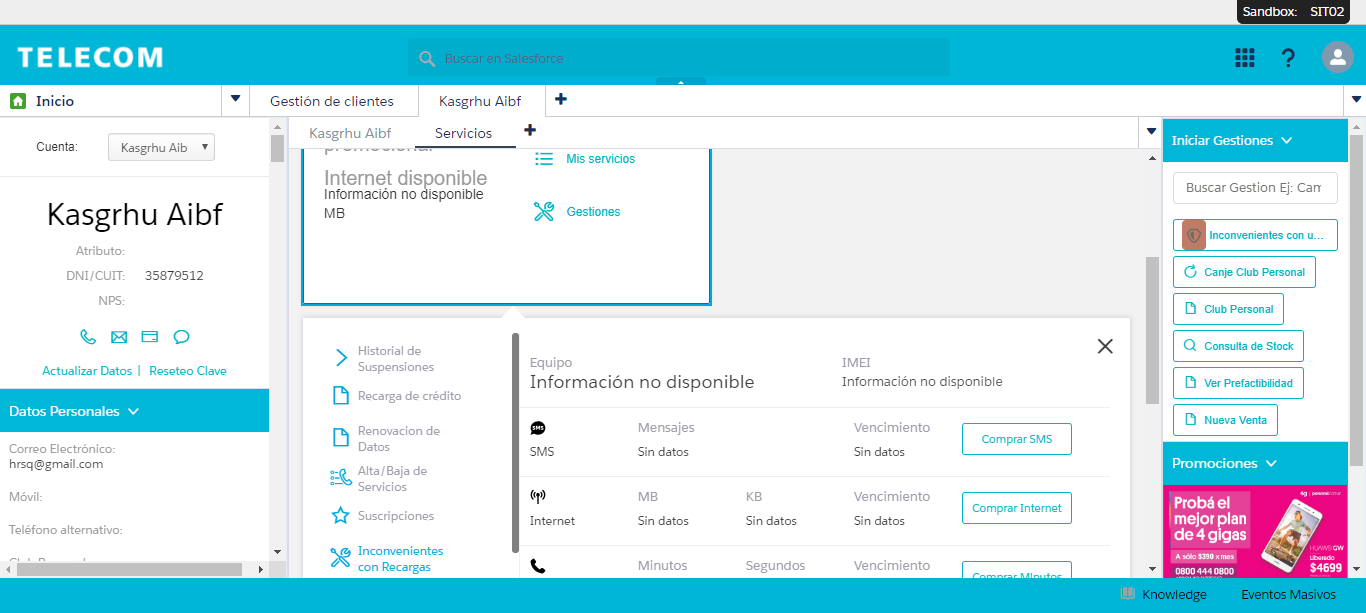 Sandbox: SIT02
TELECOM
Buscar en Salesforce
Inicio
Gestión de clientes
Kasgrhu Aibf
Cuenta:
Kasgrhu Aib
Kasgrhu Aibf
Atributo:
DNI/CUIT: 35879512
NPS:
Actualizar Datos | Reseteo Clave
Datos Personales
Correo Electrónico:
hrsq@gmail.com
Móvil:
Teléfono alternativo:
Kasgrhu Aibf
Servicios
promocional
Internet disponible
Información no disponible
MB
Mis servicios
Gestiones
Historial de
Suspensiones
Recarga de crédito
Renovacion de
Datos
Alta/Baja de
Servicios
Suscripciones
Inconvenientes
con Recargas
Equipo
Información no disponible
IMEI
Información no disponible
SMS
SMS
Mensajes
Sin datos
Vencimiento
Sin datos
Comprar SMS
Internet
MB
Sin datos
KB
Sin datos
Vencimiento
Sin datos
Comprar Internet
Minutos
Segundos
Vencimiento
Comprar Minutos
Iniciar Gestiones
Buscar Gestion Ej: Cam
Inconvenientes con u...
Canje Club Personal
Club Personal
Consulta de Stock
Ver Prefactibilidad
Nueva Venta
Promociones
Probá el
mejor plan
de 4 gigas
A sólo $390 x mes
0800 444 0800
4g | personal.com.ar
HUAWEI GW
Liberado
$4699
Knowledge
Eventos Masivos